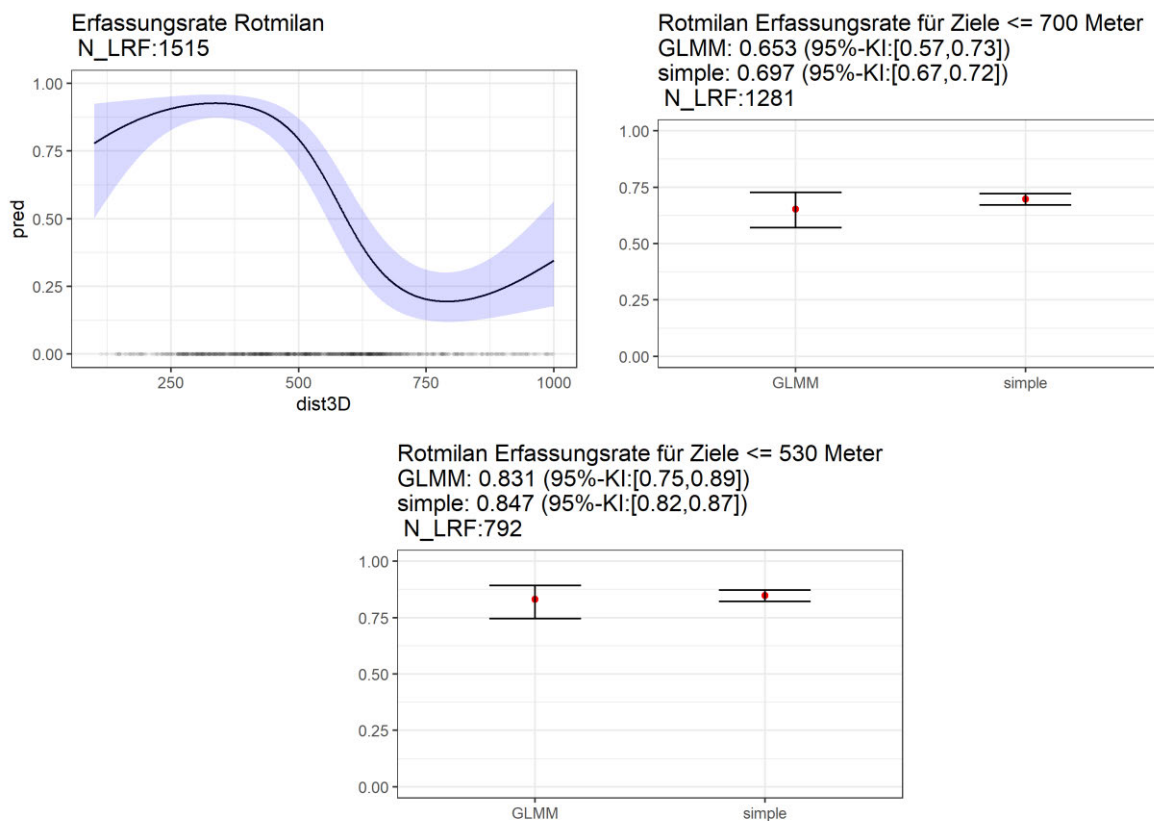 Erfassungsrate Rotmilan
N_LRF:1515
1.00
0.75
0.50
0.25
0.00
pred
250
500
750
1000
dist3D
Rotmilan Erfassungsrate für Ziele <= 700 Meter
GLMM: 0.653 (95%-KI:[0.57,0.73])
simple: 0.697 (95%-KI:[0.67,0.72])
N_LRF:1281
1.00
0.75
0.50
0.25
0.00
GLMM
simple
Rotmilan Erfassungsrate für Ziele <= 530 Meter
GLMM: 0.831 (95%-KI:[0.75,0.89])
simple: 0.847 (95%-KI:[0.82,0.87])
N_LRF:792
1.00
0.75
0.50
0.25
0.00
GLMM
simple